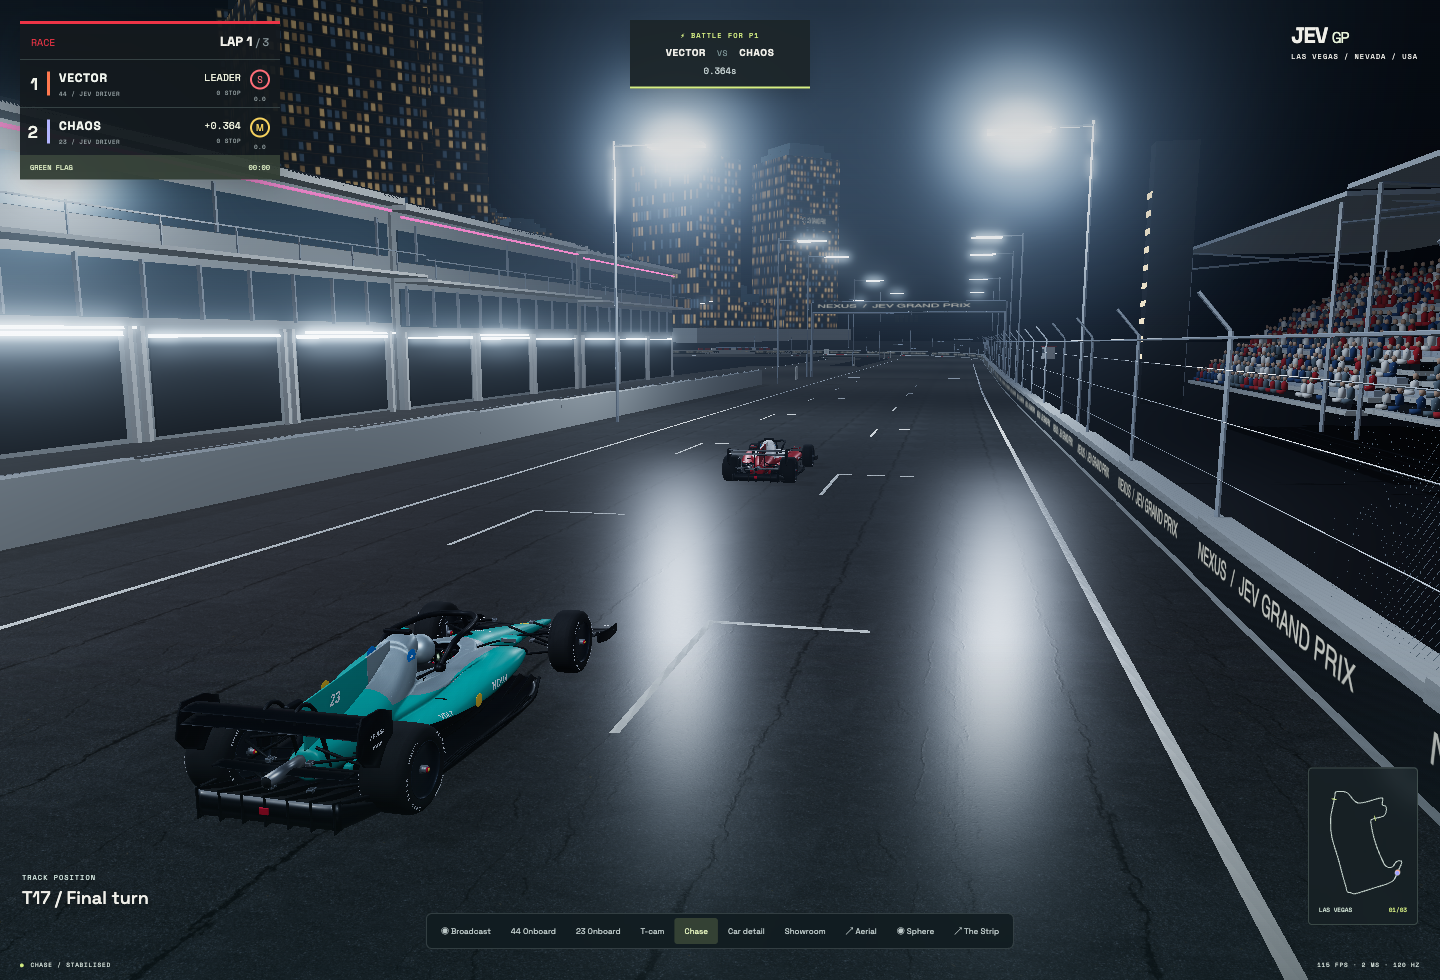 RACE
LAP 1 / 3
1 VECTOR LEADER S
44 / JEV DRIVER 0 STOP 0.0
2 CHAOS +0.364 M
23 / JEV DRIVER 0 STOP 0.0
GREEN FLAG 00:00
⚡ BATTLE FOR P1
VECTOR VS CHAOS
0.364s
JEV GP
LAS VEGAS / NEVADA / USA
NEXUS / JEV GRAND PRIX
NEXUS / JEV GRAND PRIX
NEXUS / JEV GRAND PRIX
23
TRACK POSITION
T17 / Final turn
LAS VEGAS 01/03
Broadcast 44 Onboard 23 Onboard T-cam Chase Car detail Showroom Aerial Sphere The Strip
CHASE / STABILISED
115 FPS · 2 MS · 120 HZ